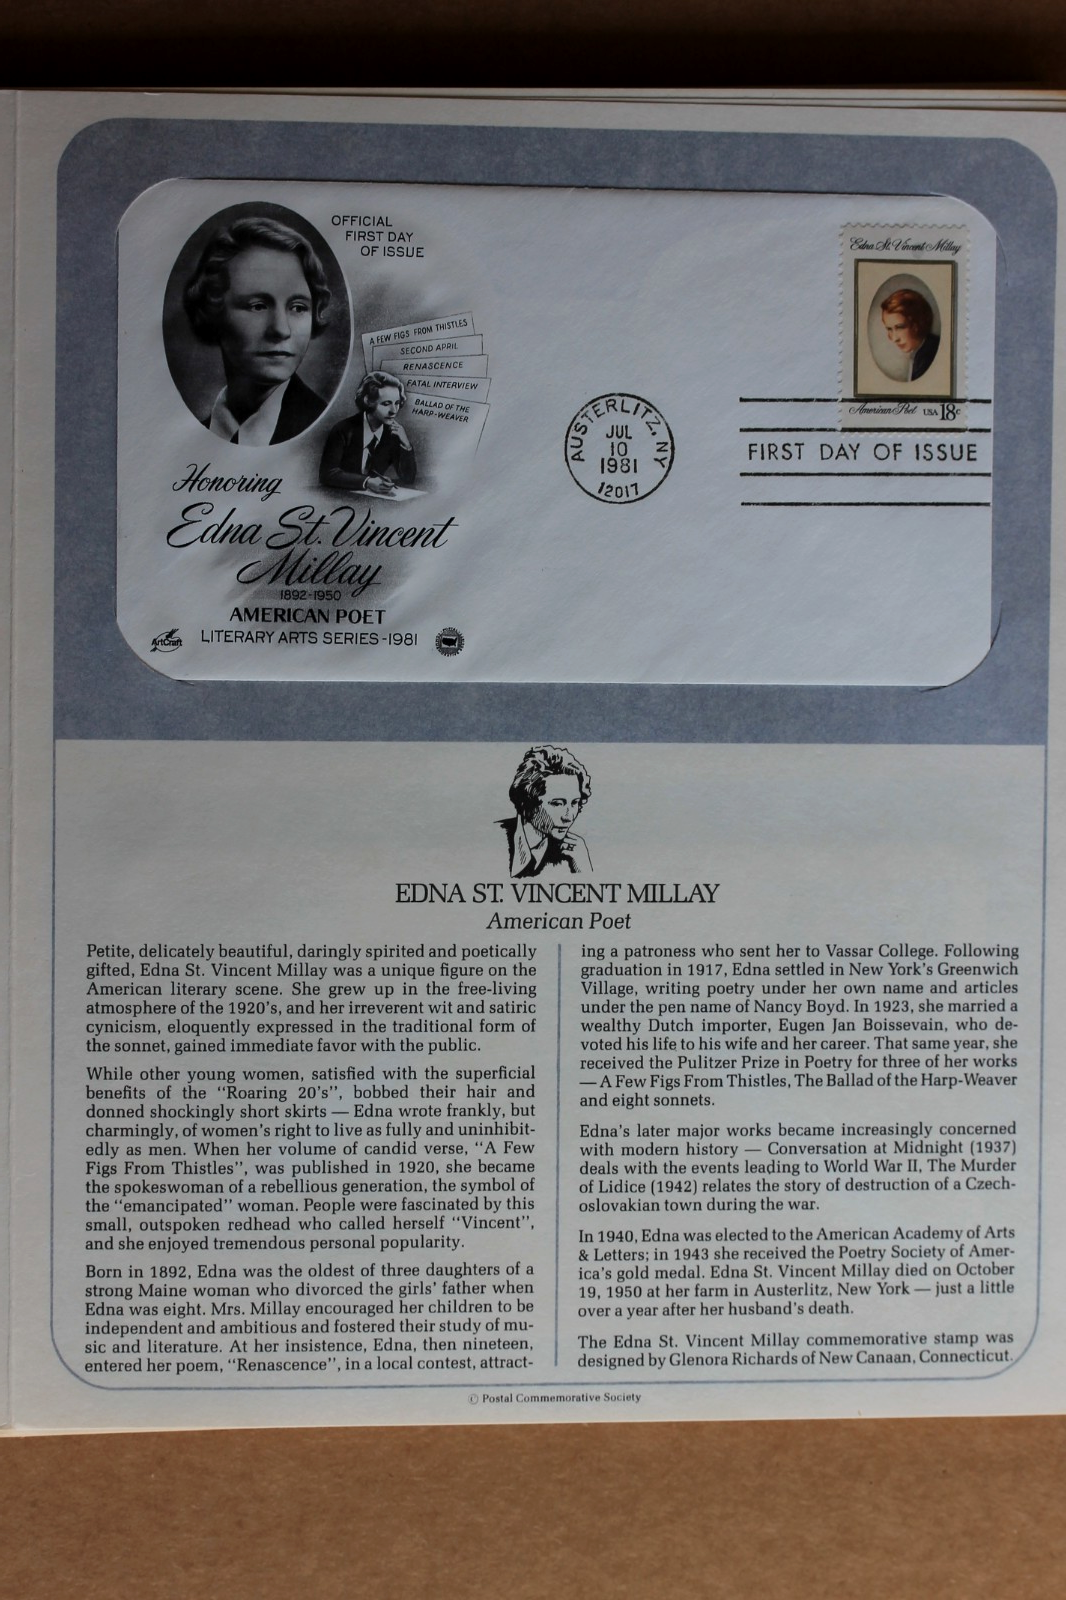 OFFICIAL
FIRST DAY
OF ISSUE
A FEW FIGS FROM THISTLES
SECOND APRIL
RENASCENCE
FATAL INTERVIEW
BALLAD OF THE
HARP-WEAVER
Honoring
Edna St. Vincent
Millay
1892-1950
AMERICAN POET
LITERARY ARTS SERIES-1981
ArtCraft
AUSTERLITZ, NY
JUL
10
1981
12017
Edna St. Vincent Millay
American Poet USA 18c
FIRST DAY OF ISSUE
EDNA ST. VINCENT MILLAY
American Poet
Petite, delicately beautiful, daringly spirited and poetically
gifted, Edna St. Vincent Millay was a unique figure on the
American literary scene. She grew up in the free-living
atmosphere of the 1920's, and her irreverent wit and satiric
cynicism, eloquently expressed in the traditional form of
the sonnet, gained immediate favor with the public.
While other young women, satisfied with the superficial
benefits of the "Roaring 20's", bobbed their hair and
donned shockingly short skirts — Edna wrote frankly, but
charmingly, of women's right to live as fully and uninhibit-
edly as men. When her volume of candid verse, "A Few
Figs From Thistles", was published in 1920, she became
the spokeswoman of a rebellious generation, the symbol of
the "emancipated" woman. People were fascinated by this
small, outspoken redhead who called herself "Vincent",
and she enjoyed tremendous personal popularity.
Born in 1892, Edna was the oldest of three daughters of a
strong Maine woman who divorced the girls' father when
Edna was eight. Mrs. Millay encouraged her children to be
independent and ambitious and fostered their study of mu-
sic and literature. At her insistence, Edna, then nineteen,
entered her poem, "Renascence", in a local contest, attract-
ing a patroness who sent her to Vassar College. Following
graduation in 1917, Edna settled in New York's Greenwich
Village, writing poetry under her own name and articles
under the pen name of Nancy Boyd. In 1923, she married a
wealthy Dutch importer, Eugen Jan Boissevain, who de-
voted his life to his wife and her career. That same year, she
received the Pulitzer Prize in Poetry for three of her works
— A Few Figs From Thistles, The Ballad of the Harp-Weaver
and eight sonnets.
Edna's later major works became increasingly concerned
with modern history — Conversation at Midnight (1937)
deals with the events leading to World War II, The Murder
of Lidice (1942) relates the story of destruction of a Czech-
oslovakian town during the war.
In 1940, Edna was elected to the American Academy of Arts
& Letters; in 1943 she received the Poetry Society of Amer-
ica's gold medal. Edna St. Vincent Millay died on October
19, 1950 at her farm in Austerlitz, New York — just a little
over a year after her husband's death.
The Edna St. Vincent Millay commemorative stamp was
designed by Glenora Richards of New Canaan, Connecticut.
© Postal Commemorative Society